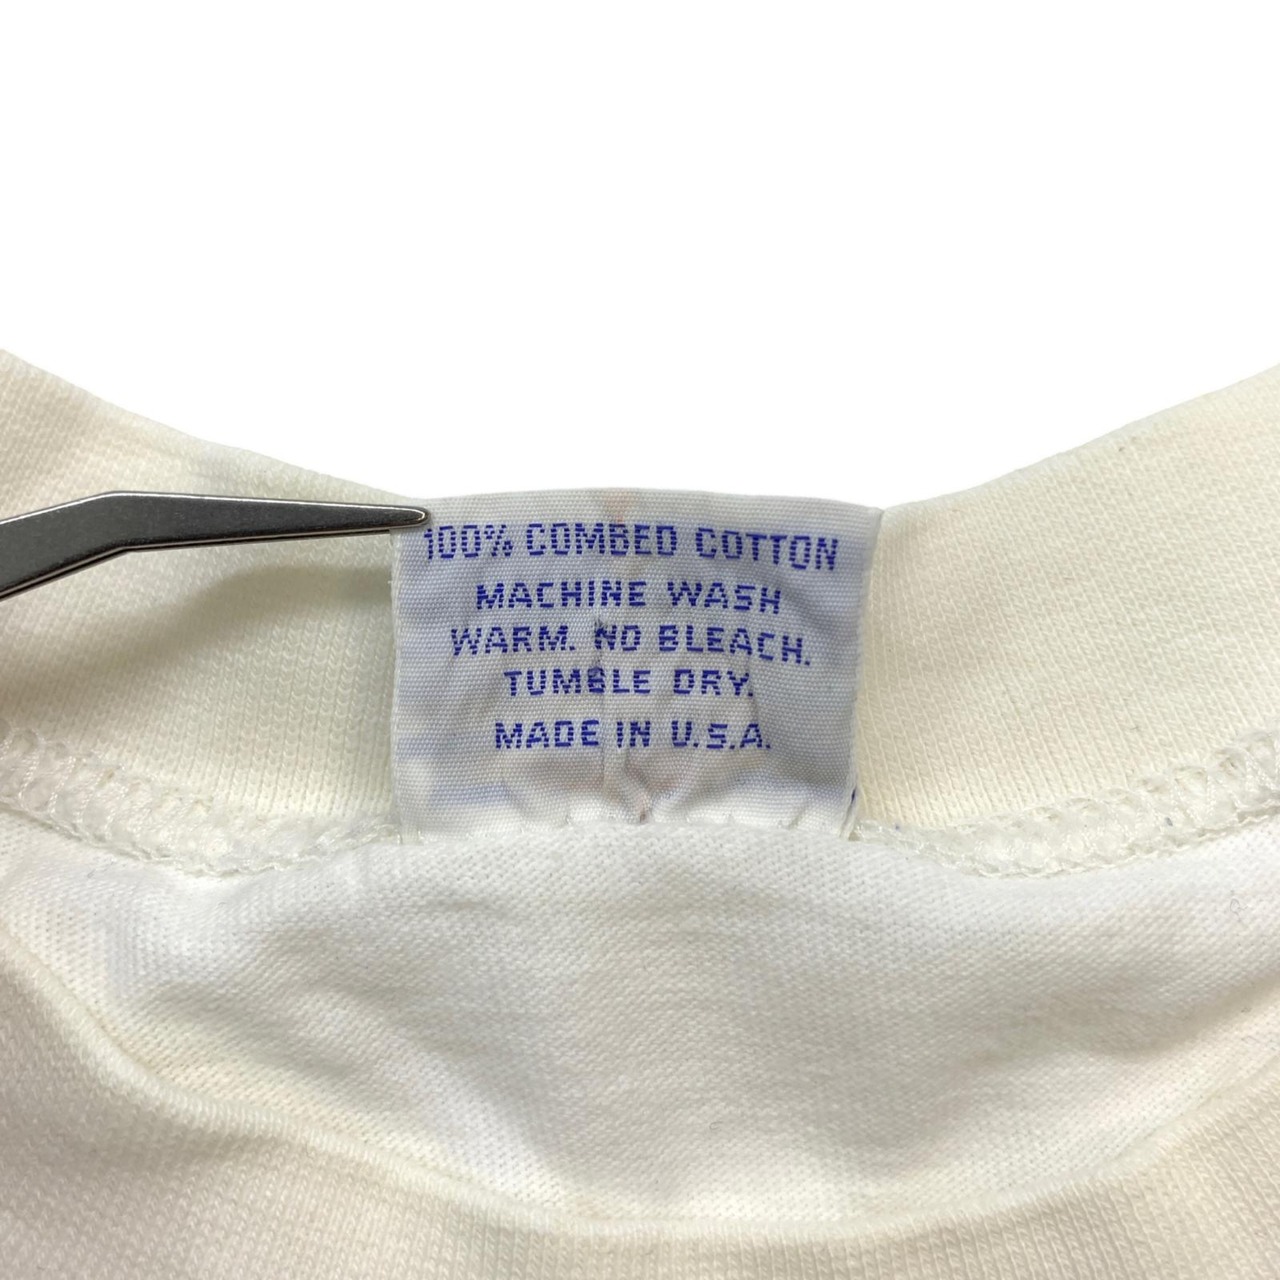 100% COMBED COTTON
MACHINE WASH
WARM. NO BLEACH.
TUMBLE DRY.
MADE IN U.S.A.